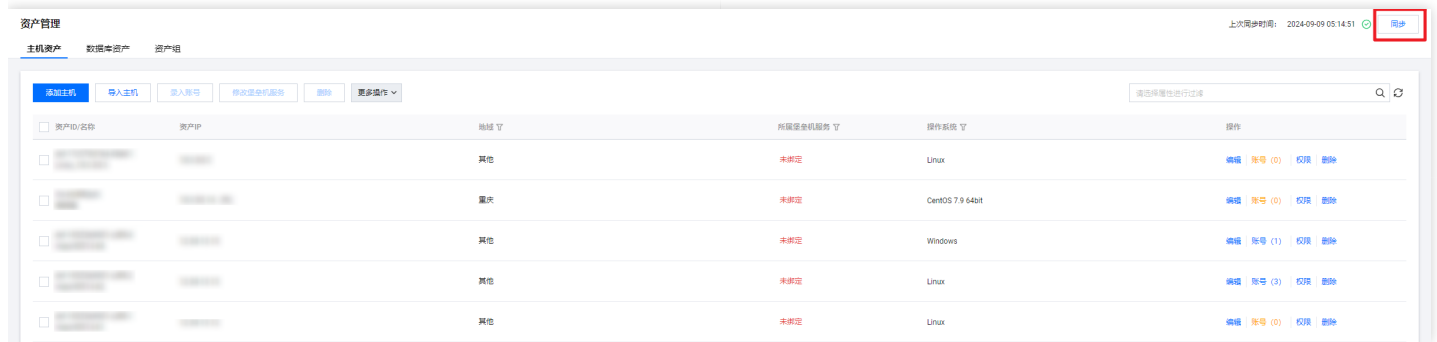 资产管理
上次同步时间: 2024-09-09 05:14:51 同步
主机资产 数据库资产 资产组
添加主机 导入主机 录入账号 修改堡垒机服务 删除 更多操作 请选择属性进行过滤
资产ID/名称 资产IP 地域 所属堡垒机服务 操作系统 操作
其他 未绑定 Linux 编辑 账号 (0) 权限 删除
重庆 未绑定 CentOS 7.9 64bit 编辑 账号 (0) 权限 删除
其他 未绑定 Windows 编辑 账号 (1) 权限 删除
其他 未绑定 Linux 编辑 账号 (3) 权限 删除
其他 未绑定 Linux 编辑 账号 (0) 权限 删除